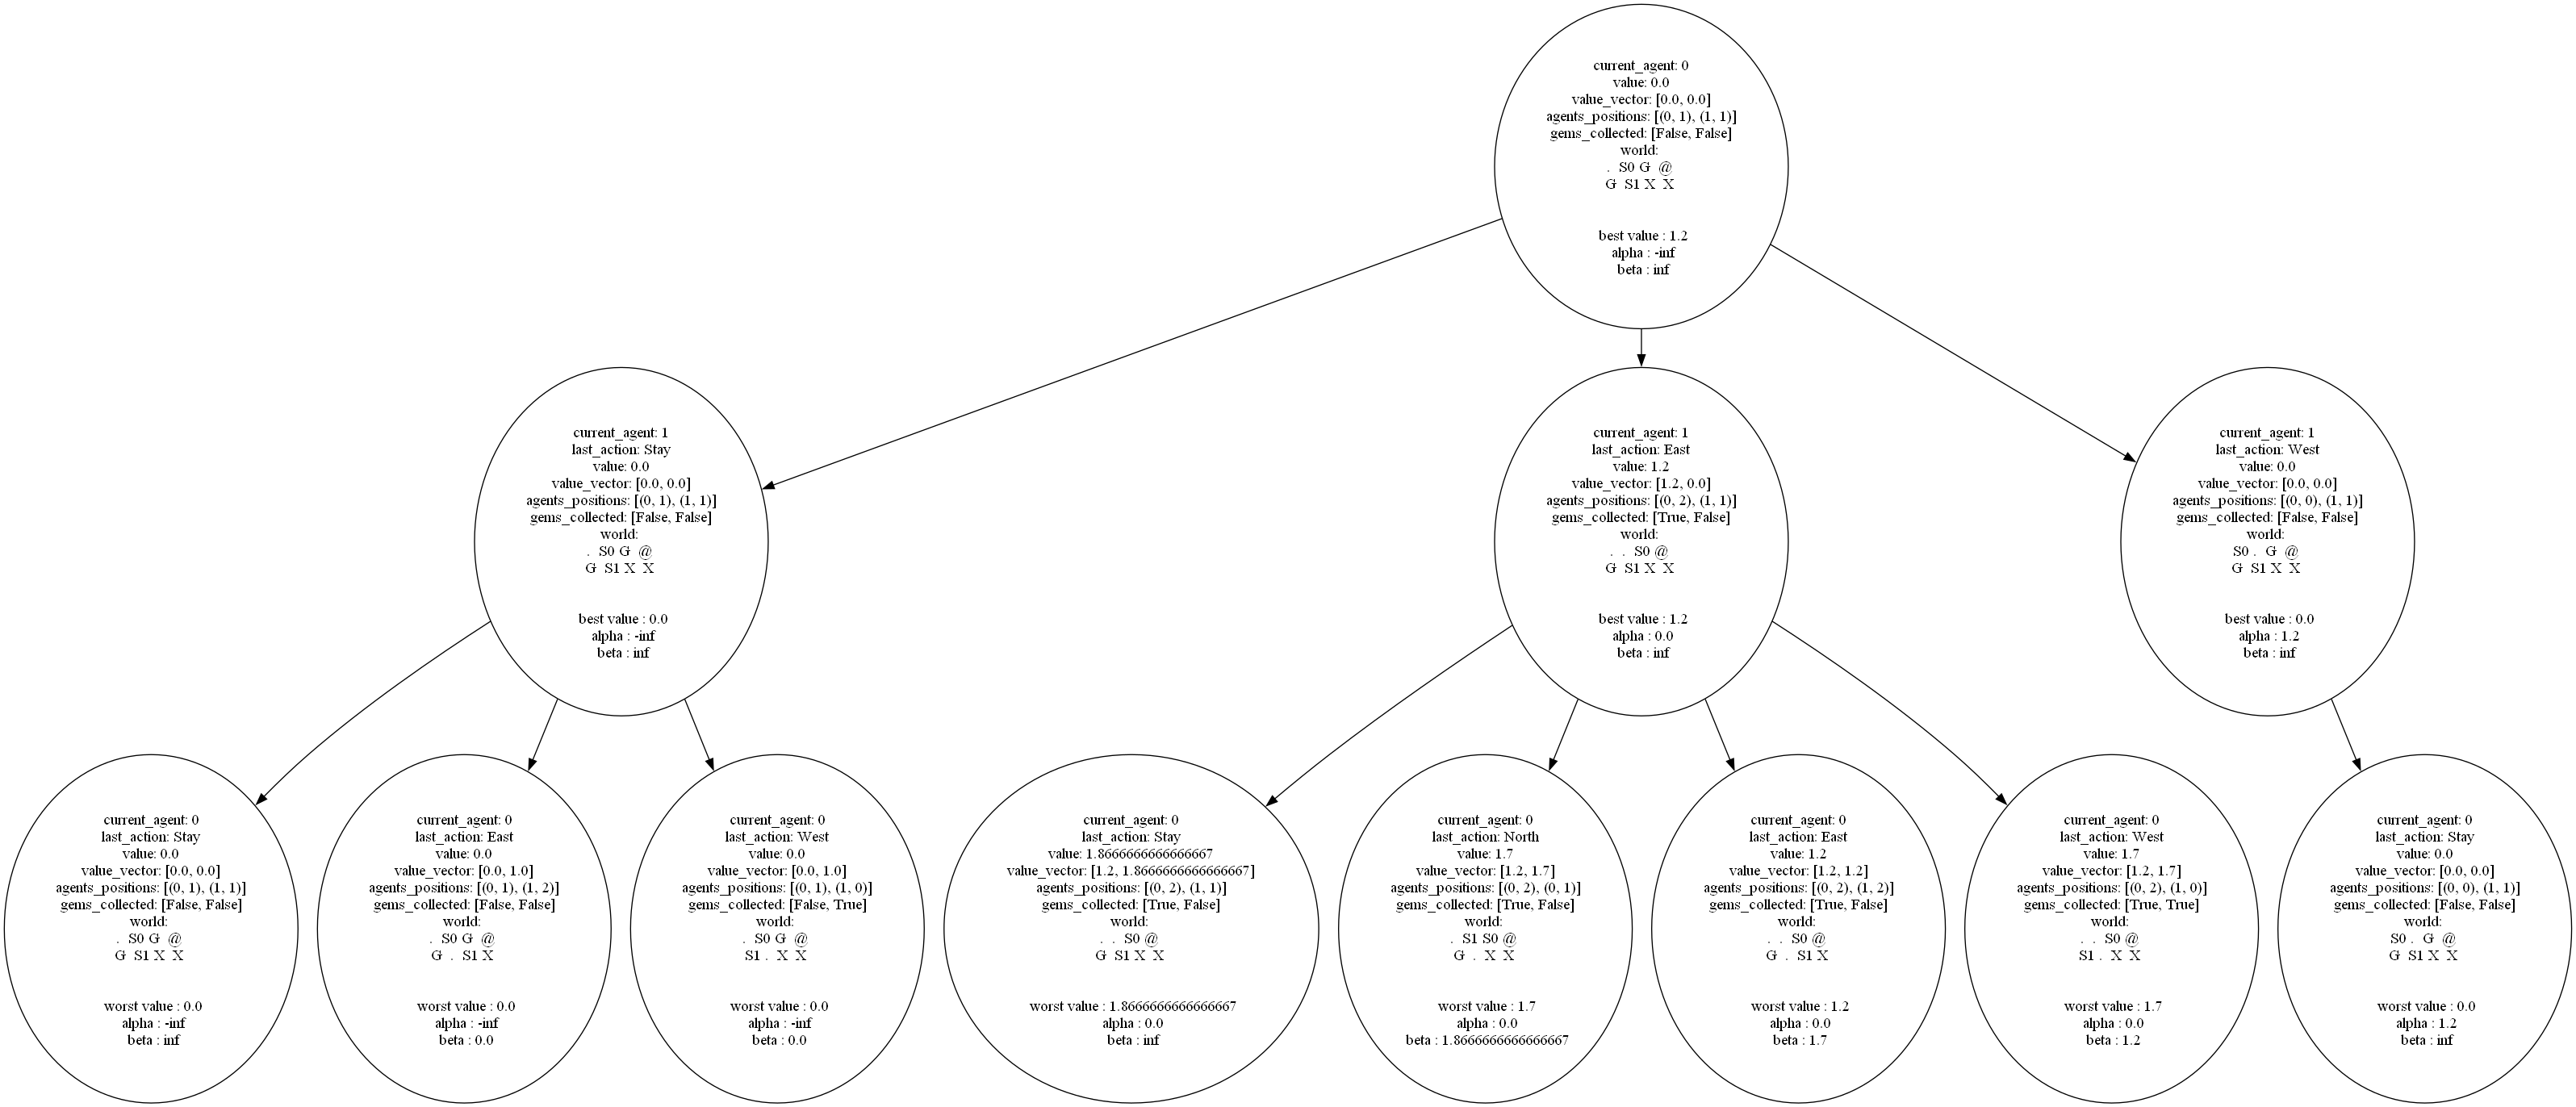 current_agent: 0
value: 0.0
value_vector: [0.0, 0.0]
agents_positions: [(0, 1), (1, 1)]
gems_collected: [False, False]
world:
. S0 G @
G S1 X X
best value : 1.2
alpha : -inf
beta : inf
current_agent: 1
last_action: Stay
value: 0.0
value_vector: [0.0, 0.0]
agents_positions: [(0, 1), (1, 1)]
gems_collected: [False, False]
world:
. S0 G @
G S1 X X
best value : 0.0
alpha : -inf
beta : inf
current_agent: 1
last_action: East
value: 1.2
value_vector: [1.2, 0.0]
agents_positions: [(0, 2), (1, 1)]
gems_collected: [True, False]
world:
. . S0 @
G S1 X X
best value : 1.2
alpha : 0.0
beta : inf
current_agent: 1
last_action: West
value: 0.0
value_vector: [0.0, 0.0]
agents_positions: [(0, 0), (1, 1)]
gems_collected: [False, False]
world:
S0 . G @
G S1 X X
best value : 0.0
alpha : 1.2
beta : inf
current_agent: 0
last_action: Stay
value: 0.0
value_vector: [0.0, 0.0]
agents_positions: [(0, 1), (1, 1)]
gems_collected: [False, False]
world:
. S0 G @
G S1 X X
worst value : 0.0
alpha : -inf
beta : inf
current_agent: 0
last_action: East
value: 0.0
value_vector: [0.0, 1.0]
agents_positions: [(0, 1), (1, 2)]
gems_collected: [False, False]
world:
. S0 G @
G . S1 X
worst value : 0.0
alpha : -inf
beta : 0.0
current_agent: 0
last_action: West
value: 0.0
value_vector: [0.0, 1.0]
agents_positions: [(0, 1), (1, 0)]
gems_collected: [False, True]
world:
. S0 G @
S1 . X X
worst value : 0.0
alpha : -inf
beta : 0.0
current_agent: 0
last_action: Stay
value: 1.8666666666666667
value_vector: [1.2, 1.8666666666666667]
agents_positions: [(0, 2), (1, 1)]
gems_collected: [True, False]
world:
. . S0 @
G S1 X X
worst value : 1.8666666666666667
alpha : 0.0
beta : inf
current_agent: 0
last_action: North
value: 1.7
value_vector: [1.2, 1.7]
agents_positions: [(0, 2), (0, 1)]
gems_collected: [True, False]
world:
. S1 S0 @
G . X X
worst value : 1.7
alpha : 0.0
beta : 1.8666666666666667
current_agent: 0
last_action: East
value: 1.2
value_vector: [1.2, 1.2]
agents_positions: [(0, 2), (1, 2)]
gems_collected: [True, False]
world:
. . S0 @
G . S1 X
worst value : 1.2
alpha : 0.0
beta : 1.7
current_agent: 0
last_action: West
value: 1.7
value_vector: [1.2, 1.7]
agents_positions: [(0, 2), (1, 0)]
gems_collected: [True, True]
world:
. . S0 @
S1 . X X
worst value : 1.7
alpha : 0.0
beta : 1.2
current_agent: 0
last_action: Stay
value: 0.0
value_vector: [0.0, 0.0]
agents_positions: [(0, 0), (1, 1)]
gems_collected: [False, False]
world:
S0 . G @
G S1 X X
worst value : 0.0
alpha : 1.2
beta : inf